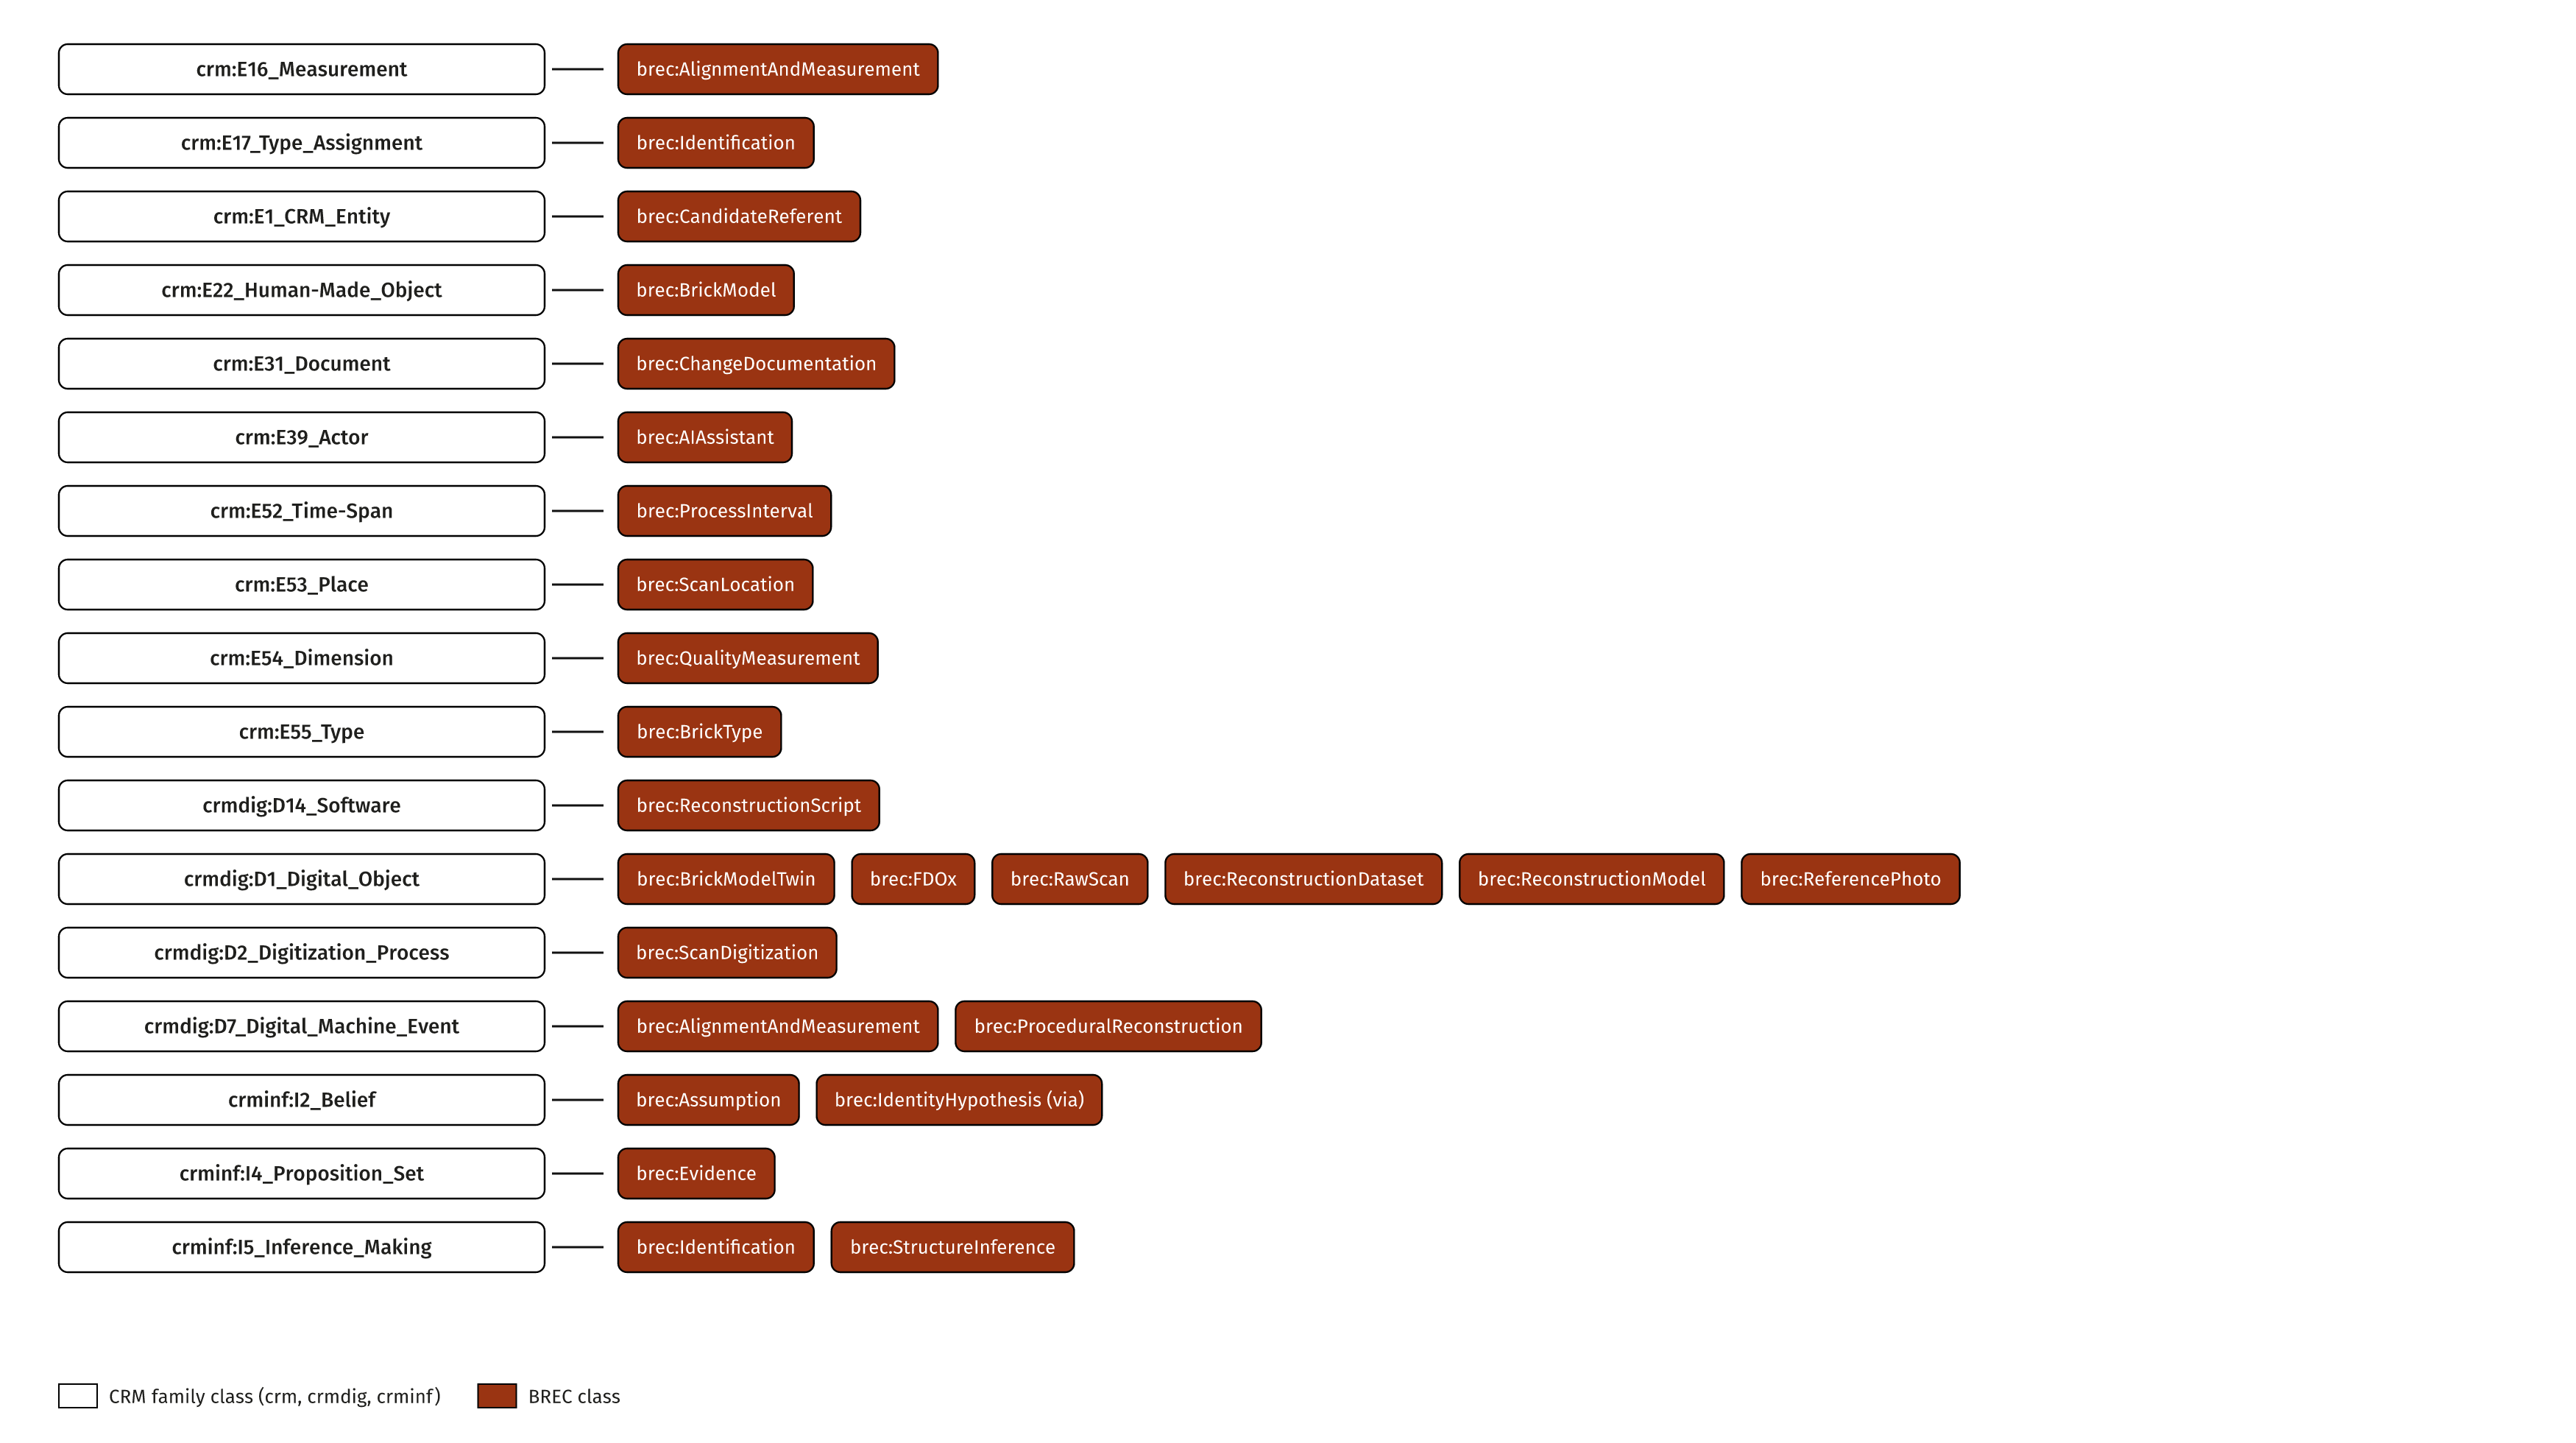 crm:E16_Measurement brec:AlignmentAndMeasurement
crm:E17_Type_Assignment brec:Identification
crm:E1_CRM_Entity brec:CandidateReferent
crm:E22_Human-Made_Object brec:BrickModel
crm:E31_Document brec:ChangeDocumentation
crm:E39_Actor brec:AIAssistant
crm:E52_Time-Span brec:ProcessInterval
crm:E53_Place brec:ScanLocation
crm:E54_Dimension brec:QualityMeasurement
crm:E55_Type brec:BrickType
crmdig:D14_Software brec:ReconstructionScript
crmdig:D1_Digital_Object brec:BrickModelTwin brec:FDOx brec:RawScan brec:ReconstructionDataset brec:ReconstructionModel brec:ReferencePhoto
crmdig:D2_Digitization_Process brec:ScanDigitization
crmdig:D7_Digital_Machine_Event brec:AlignmentAndMeasurement brec:ProceduralReconstruction
crminf:I2_Belief brec:Assumption brec:IdentityHypothesis (via)
crminf:I4_Proposition_Set brec:Evidence
crminf:I5_Inference_Making brec:Identification brec:StructureInference
CRM family class (crm, crmdig, crminf) BREC class